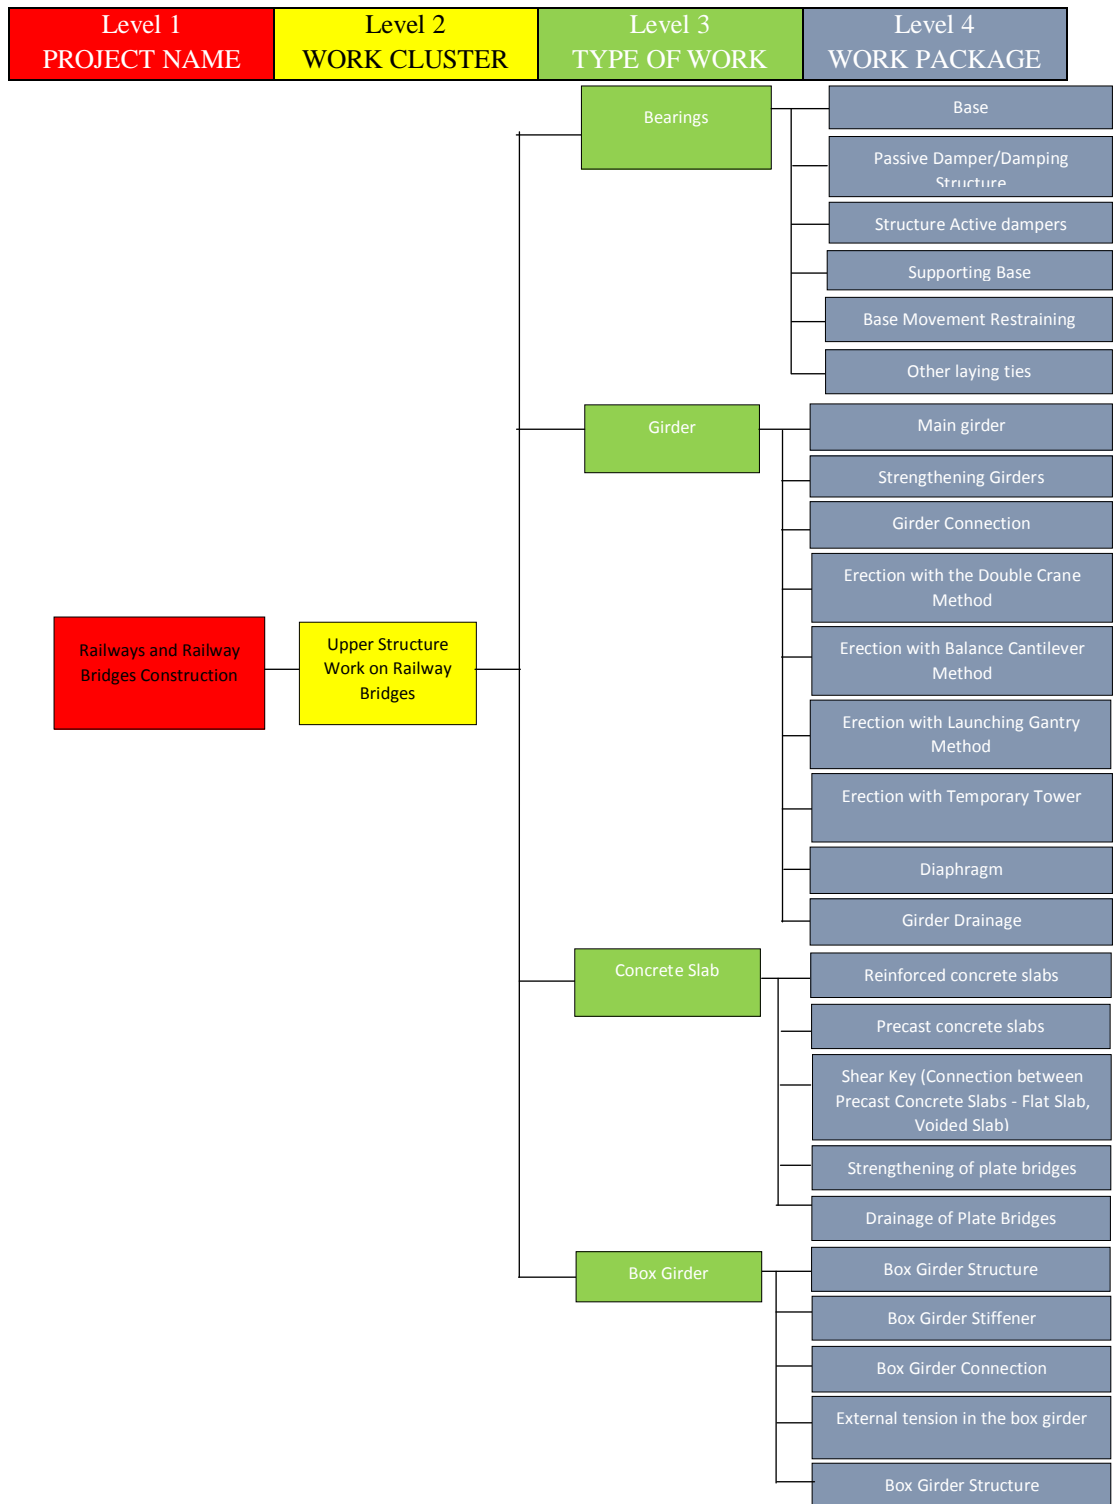 Level 1
PROJECT NAME
Level 2
WORK CLUSTER
Level 3
TYPE OF WORK
Level 4
WORK PACKAGE
Railways and Railway
Bridges Construction
Upper Structure
Work on Railway
Bridges
Bearings
Base
Passive Damper/Damping
Structure
Structure Active dampers
Supporting Base
Base Movement Restraining
Other laying ties
Girder
Main girder
Strengthening Girders
Girder Connection
Erection with the Double Crane
Method
Erection with Balance Cantilever
Method
Erection with Launching Gantry
Method
Erection with Temporary Tower
Diaphragm
Girder Drainage
Concrete Slab
Reinforced concrete slabs
Precast concrete slabs
Shear Key (Connection between
Precast Concrete Slabs - Flat Slab,
Voided Slab)
Strengthening of plate bridges
Drainage of Plate Bridges
Box Girder
Box Girder Structure
Box Girder Stiffener
Box Girder Connection
External tension in the box girder
Box Girder Structure